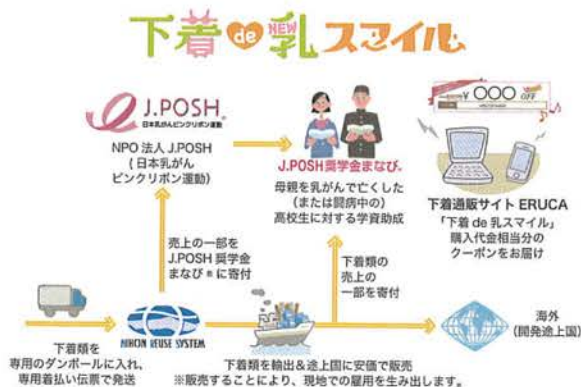 下着 de NEW 乳 スマイル
J.POSH®
日本乳がんピンクリボン運動
NPO 法人 J.POSH
( 日本乳がん
ピンクリボン運動)
J.POSH奨学金まなび®
母親を乳がんで亡くした
(または闘病中の)
高校生に対する学資助成
¥ 〇〇〇 OFF
下着通販サイト ERUCA
「下着 de 乳スマイル」
購入代金相当分の
クーポンをお届け
売上の一部を
J.POSH 奨学金
まなび ® に寄付
下着類の
売上の
一部を寄付
NIHON REUSE SYSTEM
海外
(開発途上国)
下着類を
専用のダンボールに入れ、
専用着払い伝票で発送
下着類を輸出&途上国に安価で販売
※販売することにより、現地での雇用を生み出します。